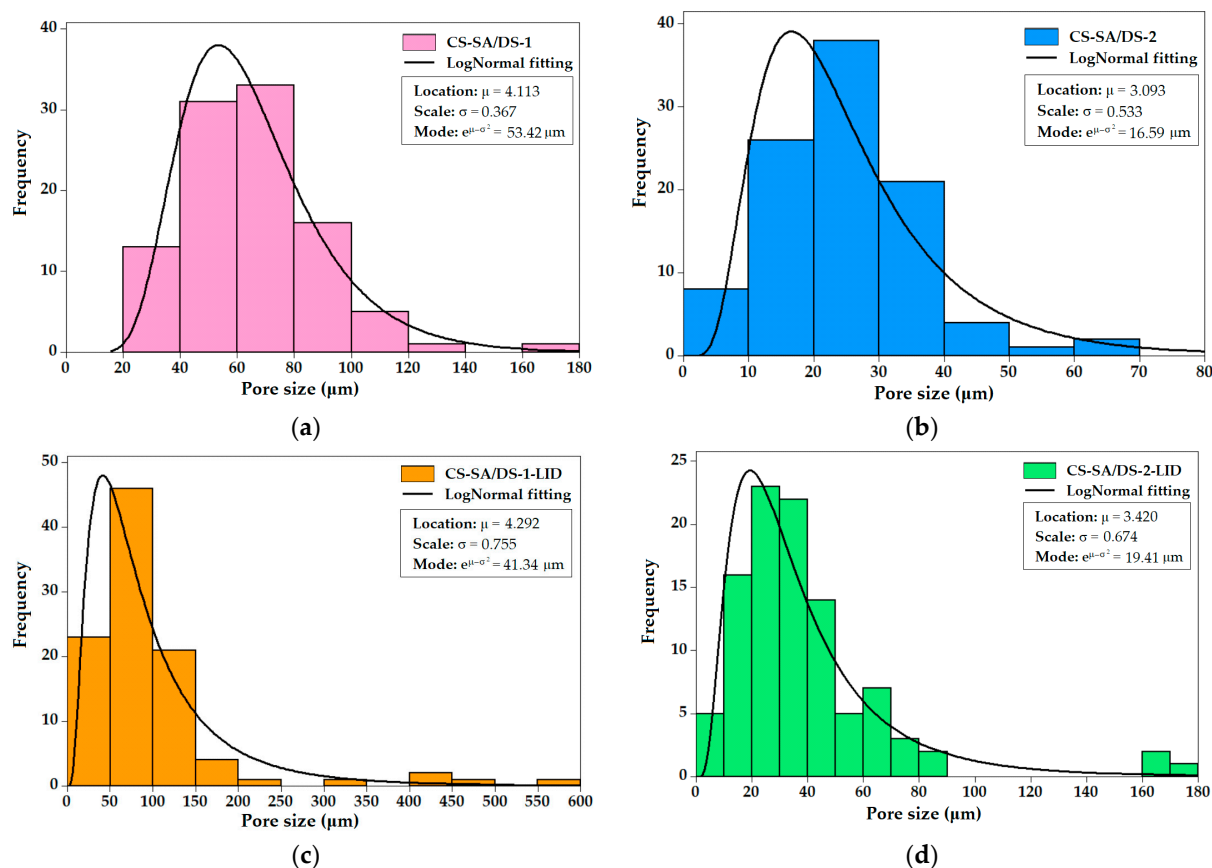 40
30
20
10
0
Frequency
CS-SA/DS-1
LogNormal fitting
Location: μ = 4.113
Scale: σ = 0.367
Mode: e^μ−σ² = 53.42 μm
0 20 40 60 80 100 120 140 160 180
Pore size (μm)
(a)
40
30
20
10
0
Frequency
CS-SA/DS-2
LogNormal fitting
Location: μ = 3.093
Scale: σ = 0.533
Mode: e^μ−σ² = 16.59 μm
0 10 20 30 40 50 60 70 80
Pore size (μm)
(b)
50
40
30
20
10
0
Frequency
CS-SA/DS-1-LID
LogNormal fitting
Location: μ = 4.292
Scale: σ = 0.755
Mode: e^μ−σ² = 41.34 μm
0 50 100 150 200 250 300 350 400 450 500 550 600
Pore size (μm)
(c)
25
20
15
10
5
0
Frequency
CS-SA/DS-2-LID
LogNormal fitting
Location: μ = 3.420
Scale: σ = 0.674
Mode: e^μ−σ² = 19.41 μm
0 20 40 60 80 100 120 140 160 180
Pore size (μm)
(d)